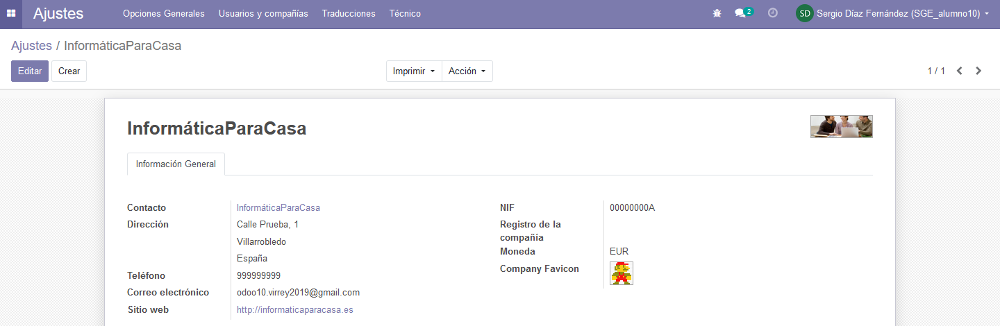 Ajustes Opciones Generales Usuarios y compañías Traducciones Técnico 2 SD Sergio Díaz Fernández (SGE_alumno10)
Ajustes / InformáticaParaCasa
Editar Crear Imprimir Acción 1 / 1
InformáticaParaCasa
Información General
Contacto InformáticaParaCasa NIF 00000000A
Dirección Calle Prueba, 1 Registro de la
compañía
Villarrobledo
España Moneda EUR
Teléfono 999999999 Company Favicon
Correo electrónico odoo10.virrey2019@gmail.com
Sitio web http://informaticaparacasa.es